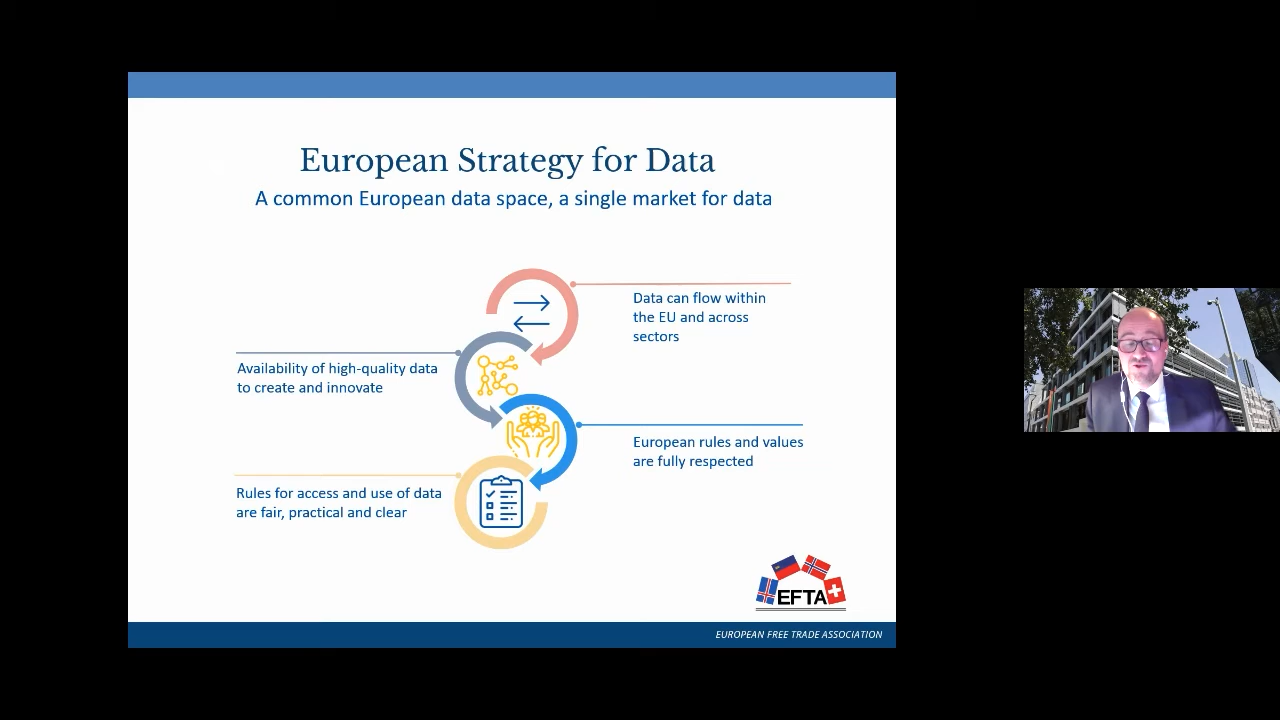 European Strategy for Data
A common European data space, a single market for data
Data can flow within
the EU and across
sectors
Availability of high-quality data
to create and innovate
European rules and values
are fully respected
Rules for access and use of data
are fair, practical and clear
EFTA
EUROPEAN FREE TRADE ASSOCIATION